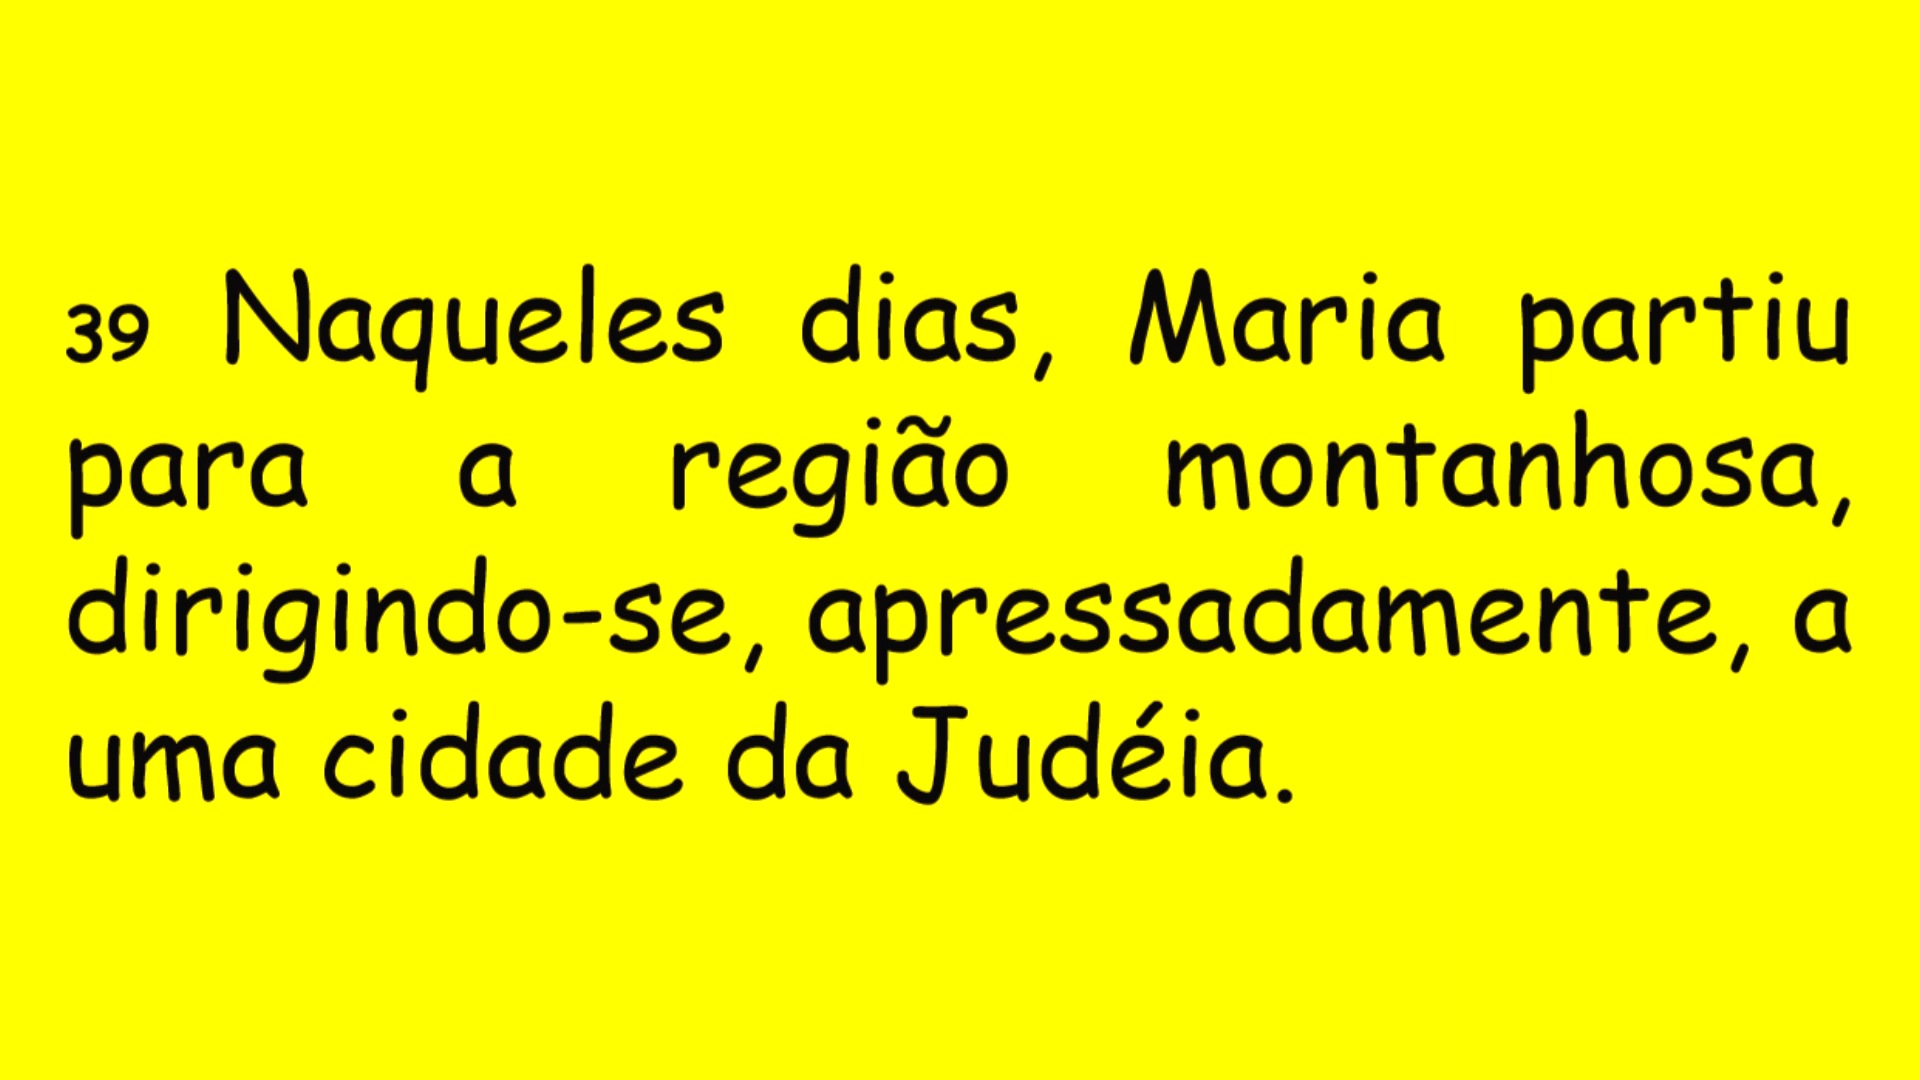 39 Naqueles dias, Maria partiu
para a região montanhosa,
dirigindo-se, apressadamente, a
uma cidade da Judéia.